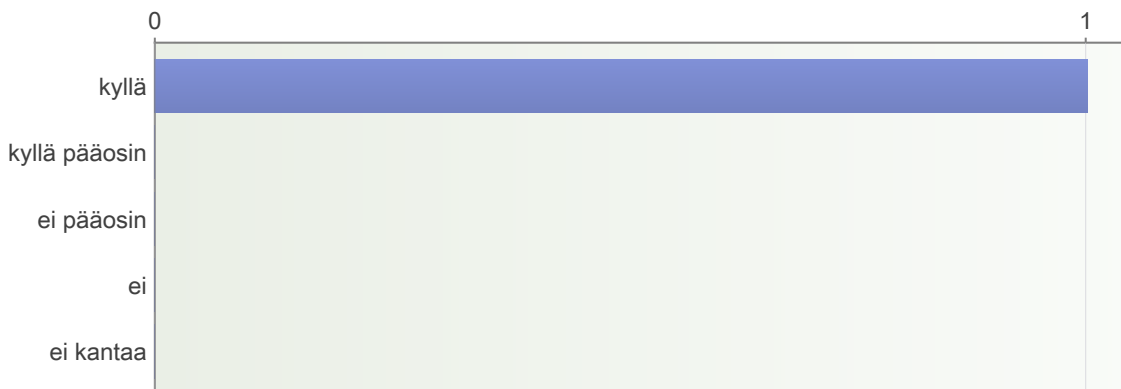 0 1
kyllä
kyllä pääosin
ei pääosin
ei
ei kantaa